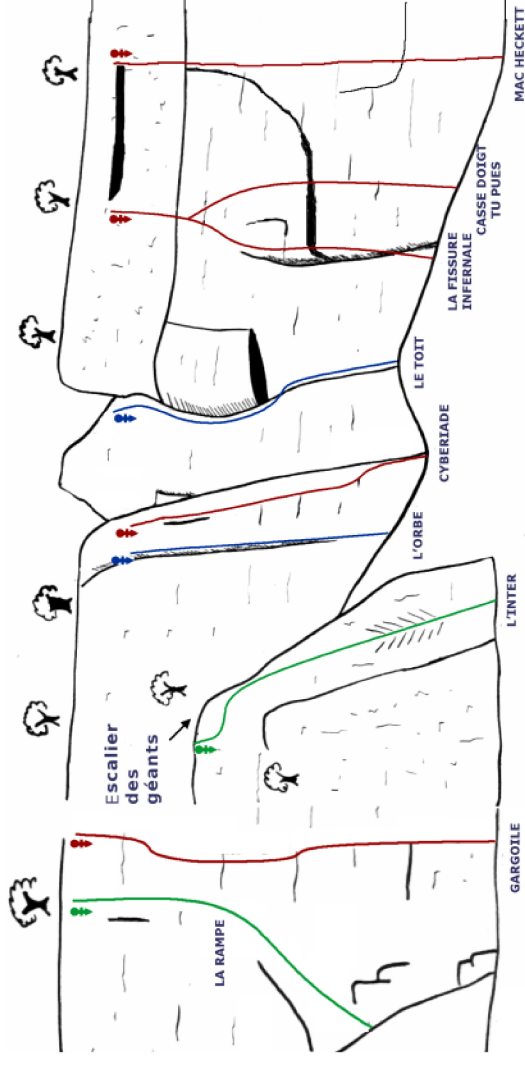 LA RAMPE
GARGOILE
Escalier
des
géants
L'INTER
L'ORBE
CYBERIADE
LE TOIT
LA FISSURE
INFERNALE
CASSE DOIGT
TU PUES
MAC HECKETT